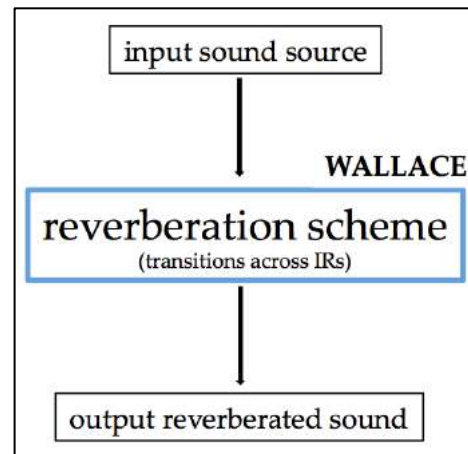 input sound source
WALLACE
reverberation scheme
(transitions across IRs)
output reverberated sound